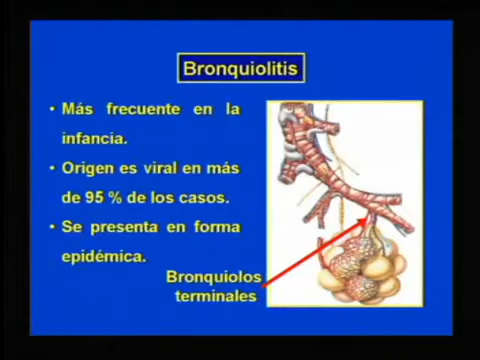 Bronquiolitis
• Más frecuente en la
infancia.
• Origen es viral en más
de 95 % de los casos.
• Se presenta en forma
epidémica.
Bronquiolos
terminales